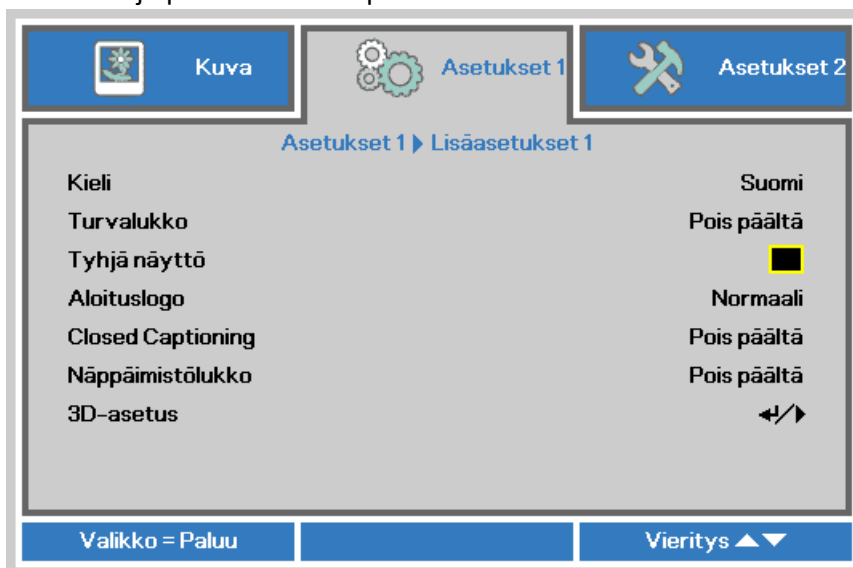 Kuva
Asetukset 1
Asetukset 2
Asetukset 1 ▶ Lisäasetukset 1
Kieli Suomi
Turvalukko Pois päältä
Tyhjä näyttö
Aloituslogo Normaali
Closed Captioning Pois päältä
Näppäimistölukko Pois päältä
3D-asetus ↵/▶
Valikko = Paluu
Vieritys ▲▼